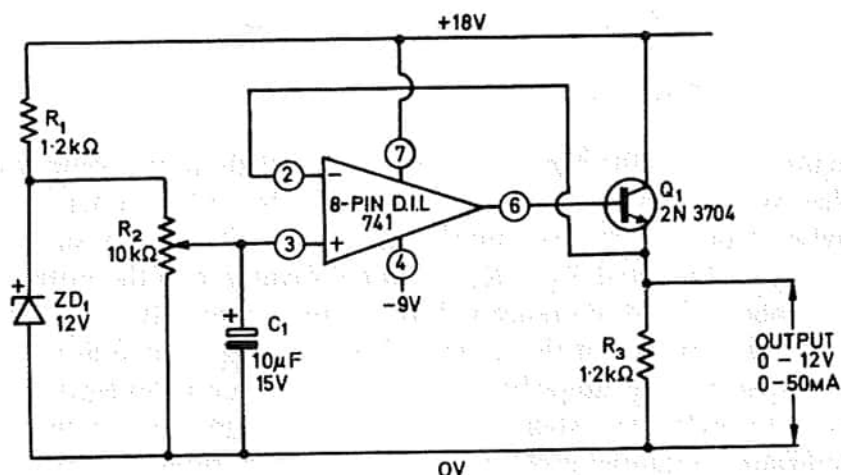 +18V
R1
1·2kΩ
7
2
−
8-PIN D.I.L
741
6
Q1
2N 3704
R2
10kΩ
3
+
4
-9V
+
ZD1
12V
+
C1
10µF
15V
R3
1·2kΩ
OUTPUT
0 – 12V
0-50mA
0V